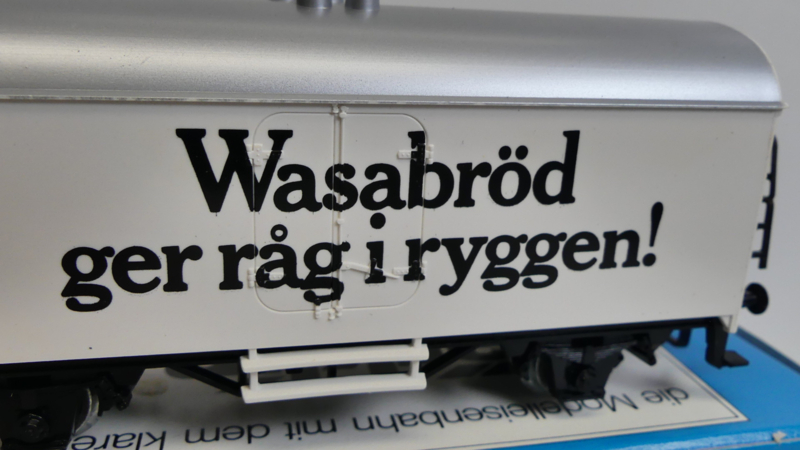 Wasabröd
ger råg i ryggen!
die Modelleisenbahn mit dem klare